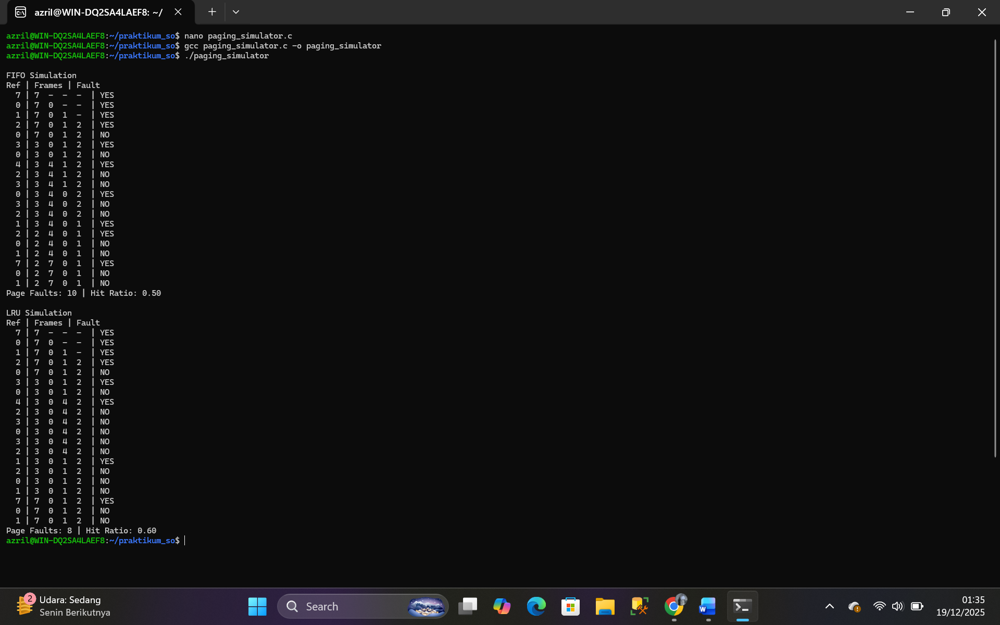 azril@WIN-DQ2SA4LAEF8: ~/
azril@WIN-DQ2SA4LAEF8:~/praktikum_so$ nano paging_simulator.c
azril@WIN-DQ2SA4LAEF8:~/praktikum_so$ gcc paging_simulator.c -o paging_simulator
azril@WIN-DQ2SA4LAEF8:~/praktikum_so$ ./paging_simulator
FIFO Simulation
Ref | Frames | Fault
7 | 7 - - - | YES
0 | 7 0 - - | YES
1 | 7 0 1 - | YES
2 | 7 0 1 2 | YES
0 | 7 0 1 2 | NO
3 | 3 0 1 2 | YES
0 | 3 0 1 2 | NO
4 | 3 4 1 2 | YES
2 | 3 4 1 2 | NO
3 | 3 4 1 2 | NO
0 | 3 4 0 2 | YES
3 | 3 4 0 2 | NO
2 | 3 4 0 2 | NO
1 | 3 4 0 1 | YES
2 | 2 4 0 1 | YES
0 | 2 4 0 1 | NO
1 | 2 4 0 1 | NO
7 | 2 7 0 1 | YES
0 | 2 7 0 1 | NO
1 | 2 7 0 1 | NO
Page Faults: 10 | Hit Ratio: 0.50
LRU Simulation
Ref | Frames | Fault
7 | 7 - - - | YES
0 | 7 0 - - | YES
1 | 7 0 1 - | YES
2 | 7 0 1 2 | YES
0 | 7 0 1 2 | NO
3 | 3 0 1 2 | YES
0 | 3 0 1 2 | NO
4 | 3 0 4 2 | YES
2 | 3 0 4 2 | NO
3 | 3 0 4 2 | NO
0 | 3 0 4 2 | NO
3 | 3 0 4 2 | NO
2 | 3 0 4 2 | NO
1 | 3 0 1 2 | YES
2 | 3 0 1 2 | NO
0 | 3 0 1 2 | NO
1 | 3 0 1 2 | NO
7 | 7 0 1 2 | YES
0 | 7 0 1 2 | NO
1 | 7 0 1 2 | NO
Page Faults: 8 | Hit Ratio: 0.60
azril@WIN-DQ2SA4LAEF8:~/praktikum_so$
2
Udara: Sedang
Senin Berikutnya
Search
01:35
19/12/2025